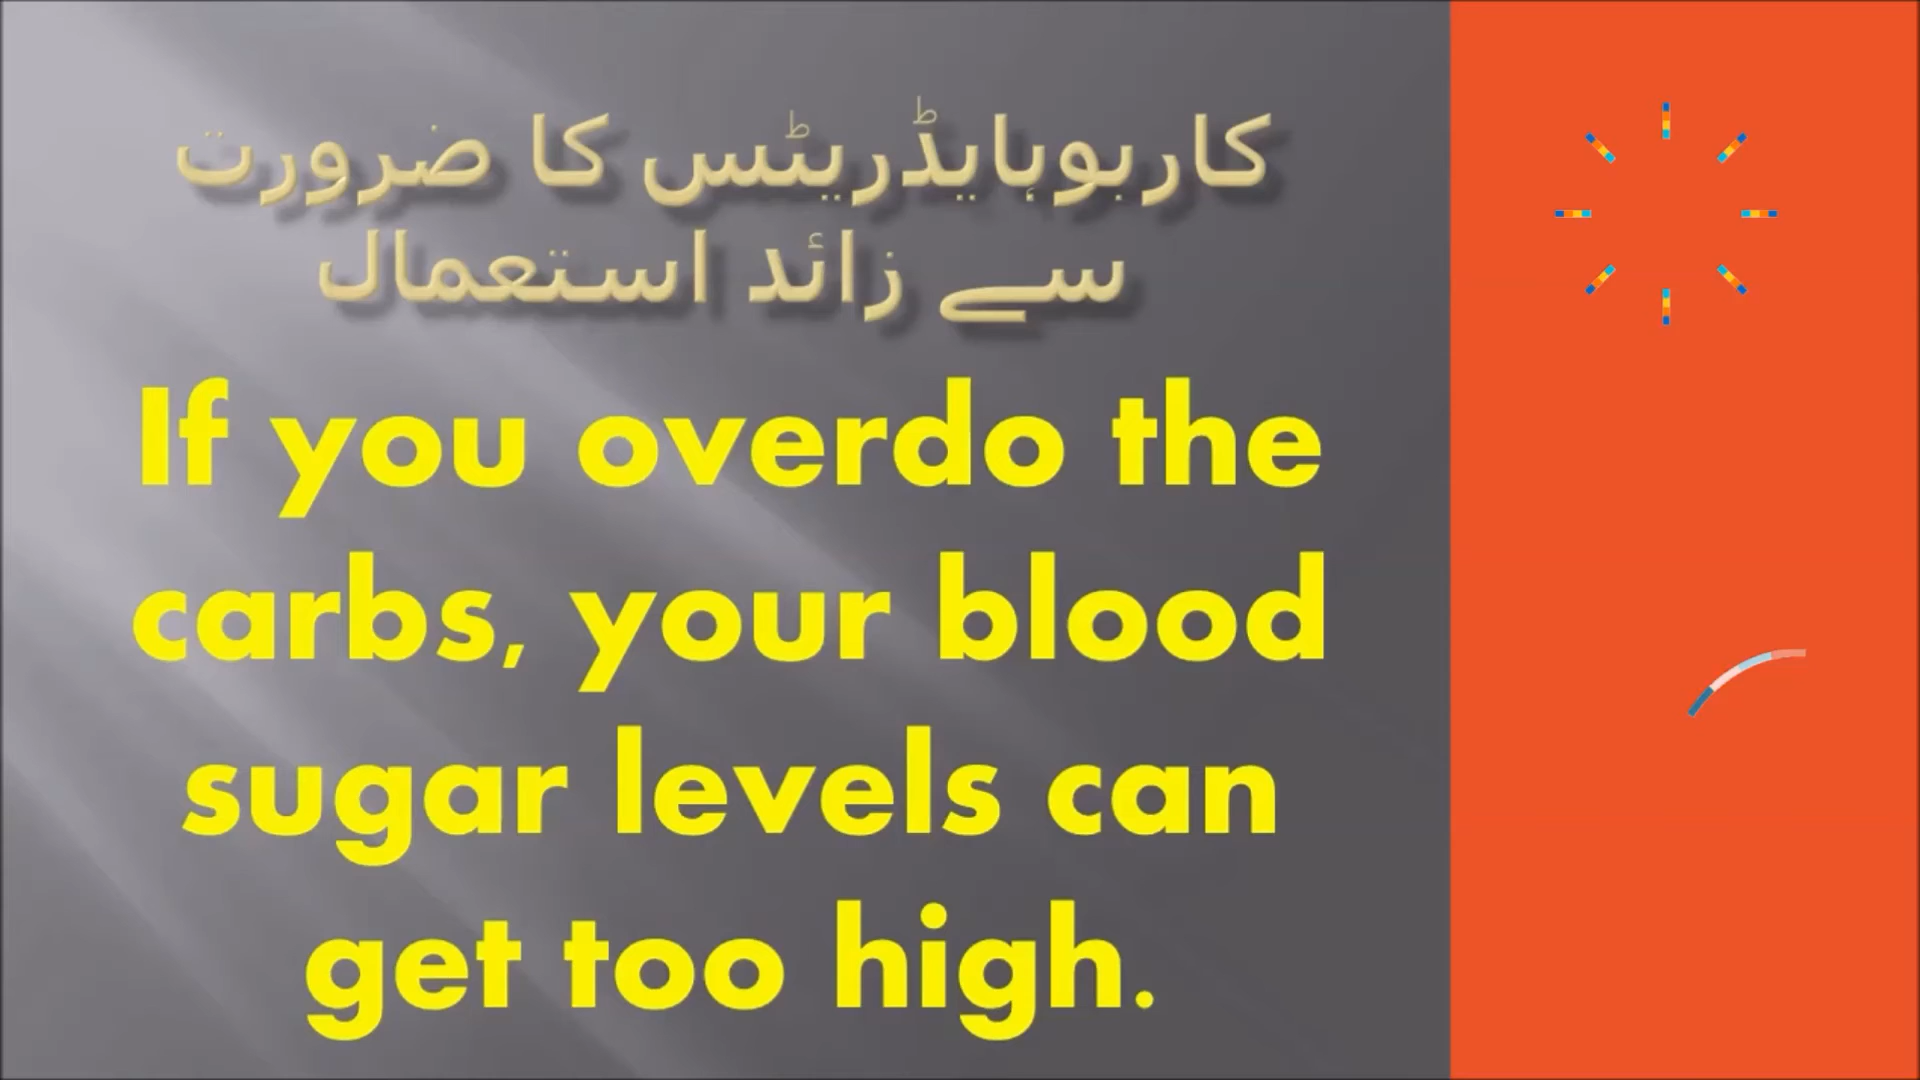 کاربوہایڈریٹس کا ضرورت
سے زائد استعمال
If you overdo the
carbs, your blood
sugar levels can
get too high.